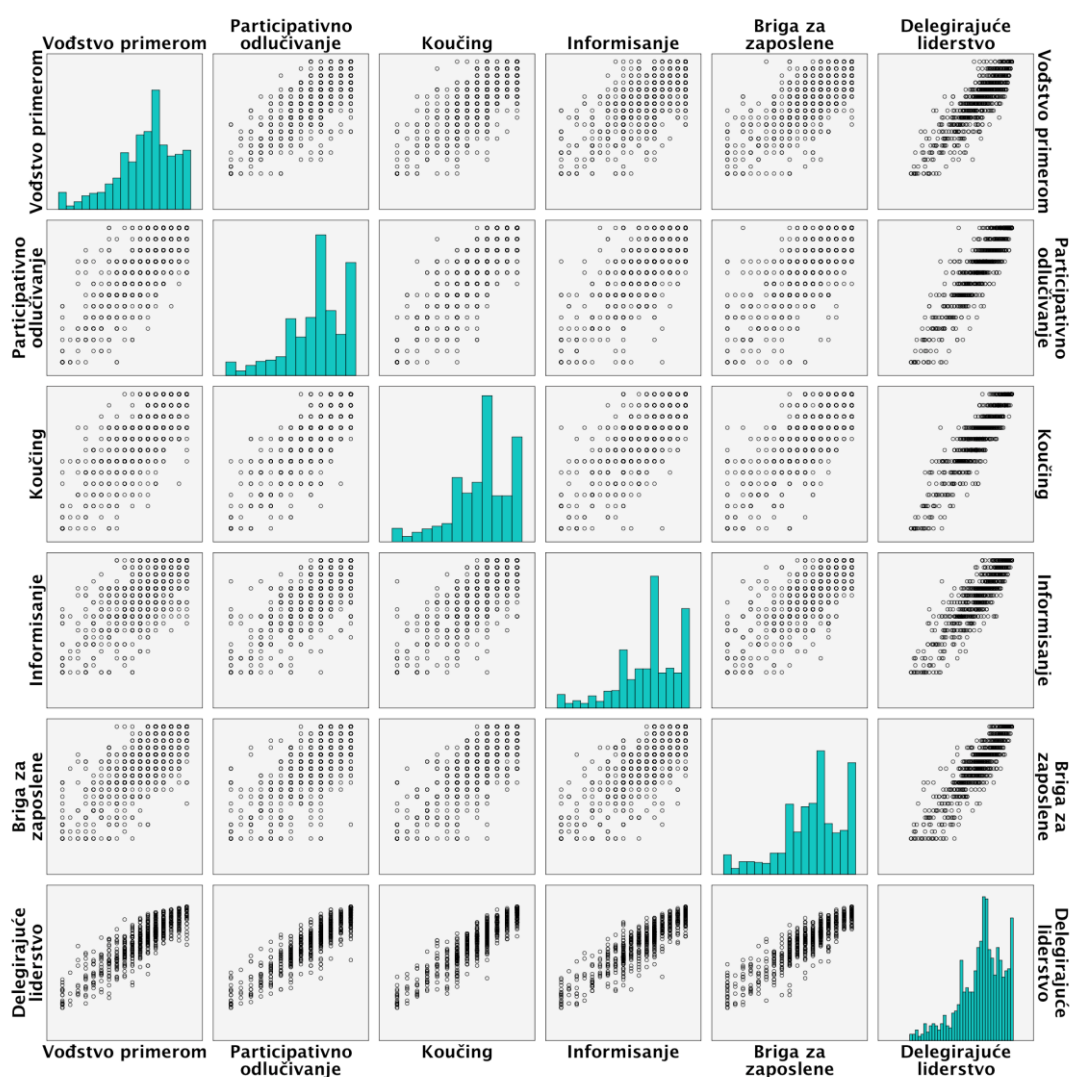 Vođstvo primerom
Participativno
odlučivanje
Koučing
Informisanje
Briga za
zaposlene
Delegirajuće
liderstvo
Vođstvo primerom
Vođstvo primerom
Participativno
odlučivanje
Participativno
odlučivanje
Koučing
Koučing
Informisanje
Informisanje
Briga za
zaposlene
Briga za
zaposlene
Delegirajuće
liderstvo
Delegirajuće
liderstvo
Vođstvo primerom
Participativno
odlučivanje
Koučing
Informisanje
Briga za
zaposlene
Delegirajuće
liderstvo